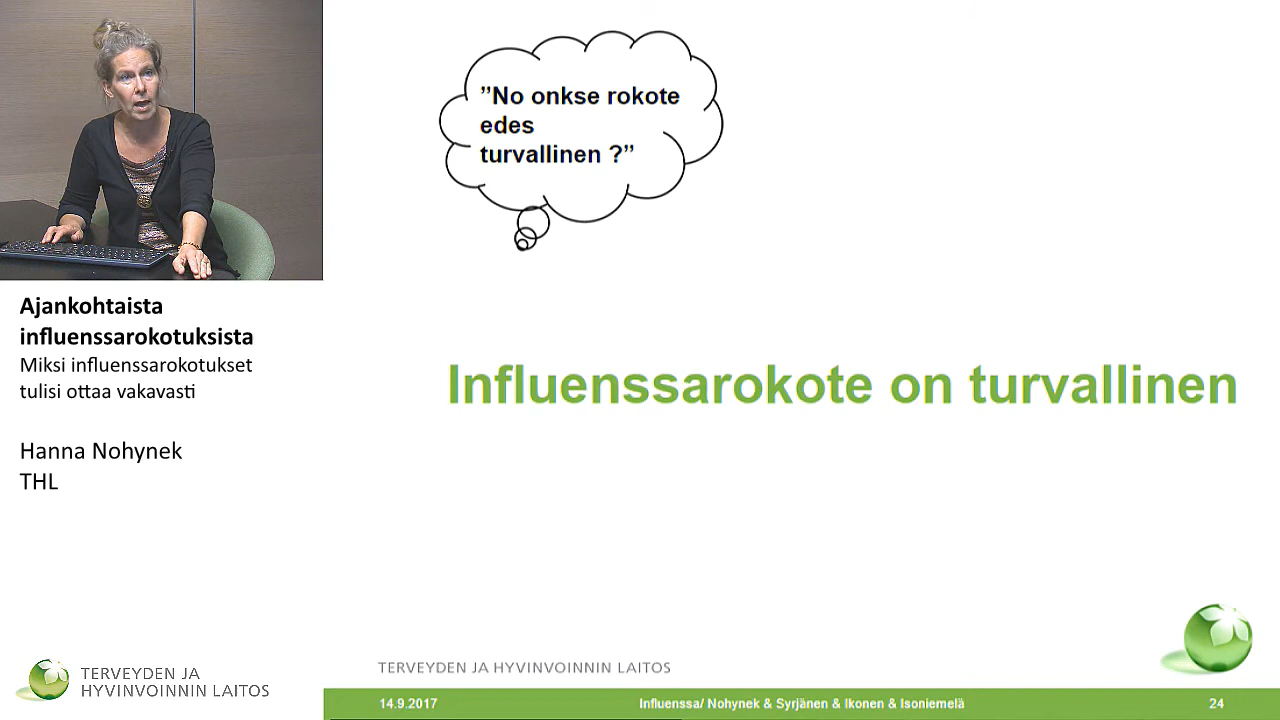 ”No onkse rokote
edes
turvallinen ?”
Ajankohtaista
influenssarokotuksista
Miksi influenssarokotukset
tulisi ottaa vakavasti
Hanna Nohynek
THL
Influenssarokote on turvallinen
TERVEYDEN JA
HYVINVOINNIN LAITOS
TERVEYDEN JA HYVINVOINNIN LAITOS
14.9.2017
Influenssa/ Nohynek & Syrjänen & Ikonen & Isoniemelä
24